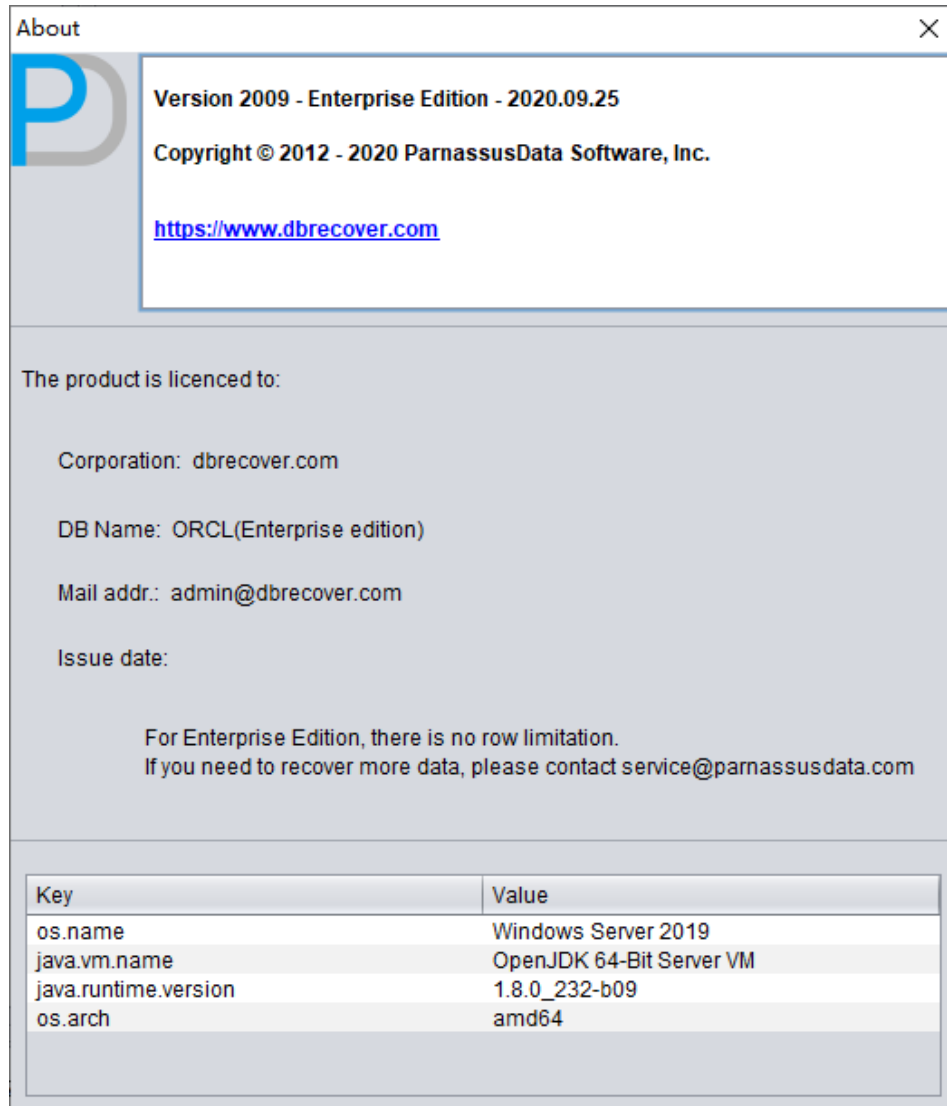 About
PD
Version 2009 - Enterprise Edition - 2020.09.25
Copyright © 2012 - 2020 ParnassusData Software, Inc.
https://www.dbrecover.com
The product is licenced to:
Corporation: dbrecover.com
DB Name: ORCL(Enterprise edition)
Mail addr.: admin@dbrecover.com
Issue date:
For Enterprise Edition, there is no row limitation.
If you need to recover more data, please contact service@parnassusdata.com
Key Value
os.name Windows Server 2019
java.vm.name OpenJDK 64-Bit Server VM
java.runtime.version 1.8.0_232-b09
os.arch amd64